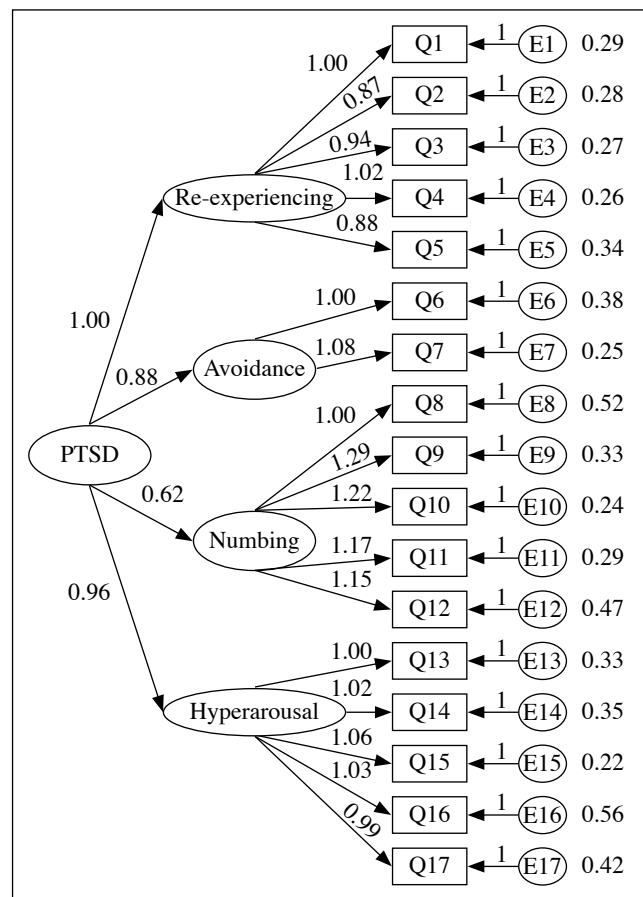 Q1 1 E1 0.29
1.00
Q2 1 E2 0.28
0.87
Q3 1 E3 0.27
0.94
Re-experiencing 1.02 Q4 1 E4 0.26
0.88 Q5 1 E5 0.34
1.00 Q6 1 E6 0.38
1.00
Avoidance 1.08 Q7 1 E7 0.25
0.88
1.00 Q8 1 E8 0.52
PTSD 1.29 Q9 1 E9 0.33
0.62
1.22 Q10 1 E10 0.24
Numbing
1.17 Q11 1 E11 0.29
0.96
1.15 Q12 1 E12 0.47
1.00 Q13 1 E13 0.33
Hyperarousal 1.02 Q14 1 E14 0.35
1.06 Q15 1 E15 0.22
1.03 Q16 1 E16 0.56
0.99 Q17 1 E17 0.42